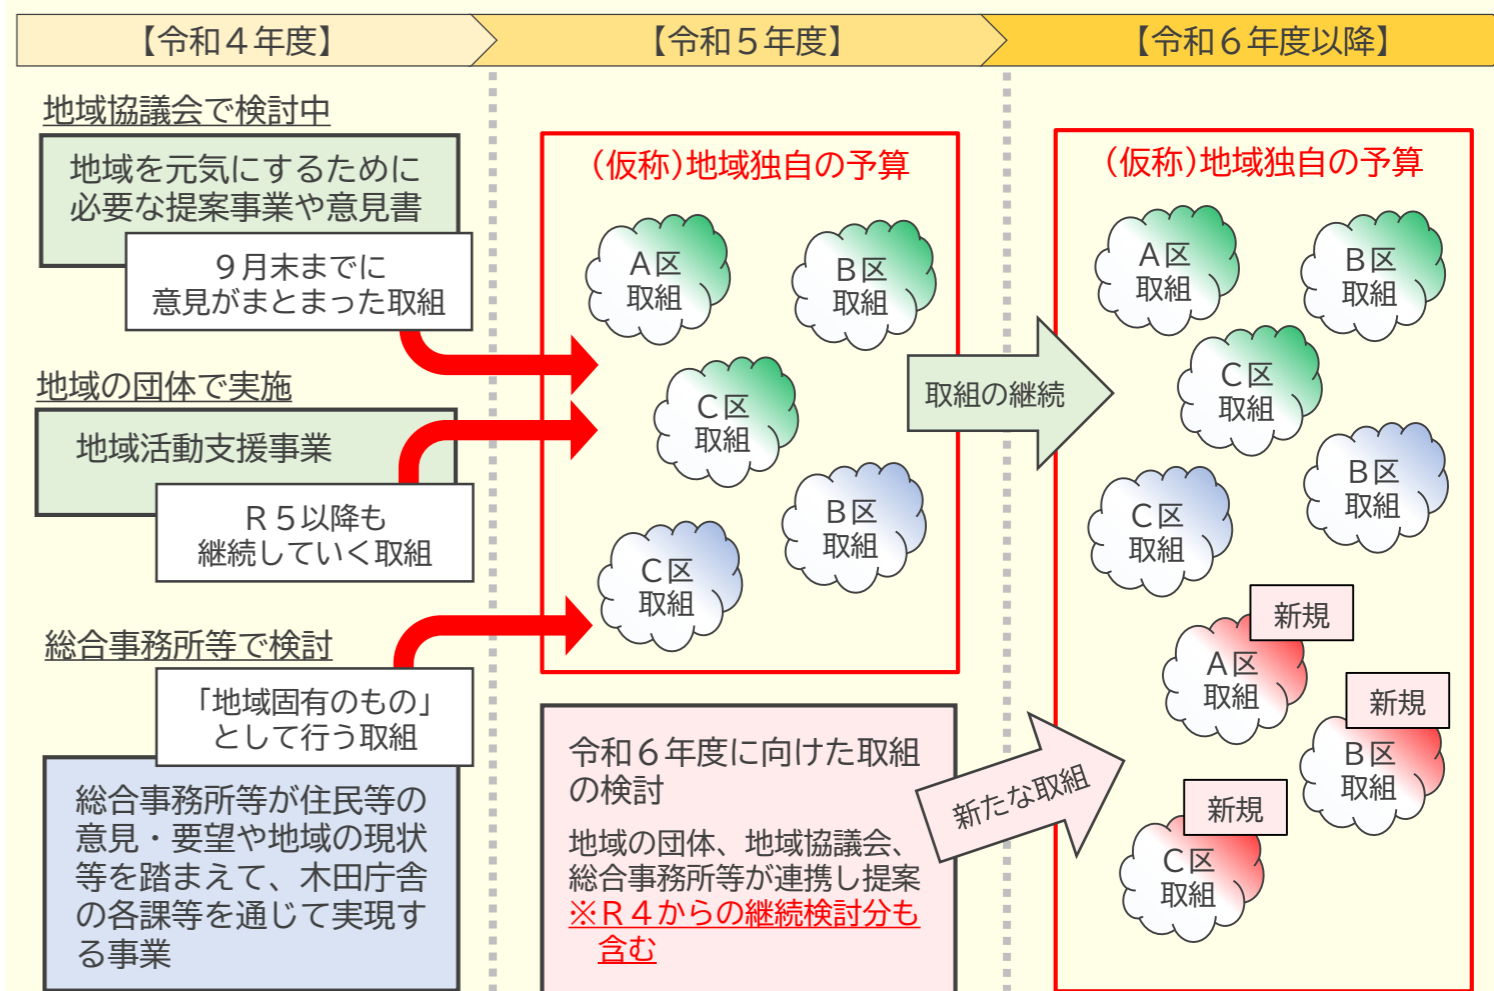 【令和４年度】
【令和５年度】
【令和６年度以降】
地域協議会で検討中
地域を元気にするために
必要な提案事業や意見書
９月末までに
意見がまとまった取組
地域の団体で実施
地域活動支援事業
Ｒ５以降も
継続していく取組
総合事務所等で検討
「地域固有のもの」
として行う取組
総合事務所等が住民等の
意見・要望や地域の現状
等を踏まえて、木田庁舎
の各課等を通じて実現す
る事業
（仮称）地域独自の予算
Ａ区
取組
Ｂ区
取組
Ｃ区
取組
Ｂ区
取組
Ｃ区
取組
令和６年度に向けた取組
の検討
地域の団体、地域協議会、
総合事務所等が連携し提案
※Ｒ４からの継続検討分も
含む
取組の継続
新たな取組
（仮称）地域独自の予算
Ａ区
取組
Ｂ区
取組
Ｃ区
取組
Ｂ区
取組
Ｃ区
取組
新規
Ａ区
取組
新規
Ｂ区
取組
新規
Ｃ区
取組